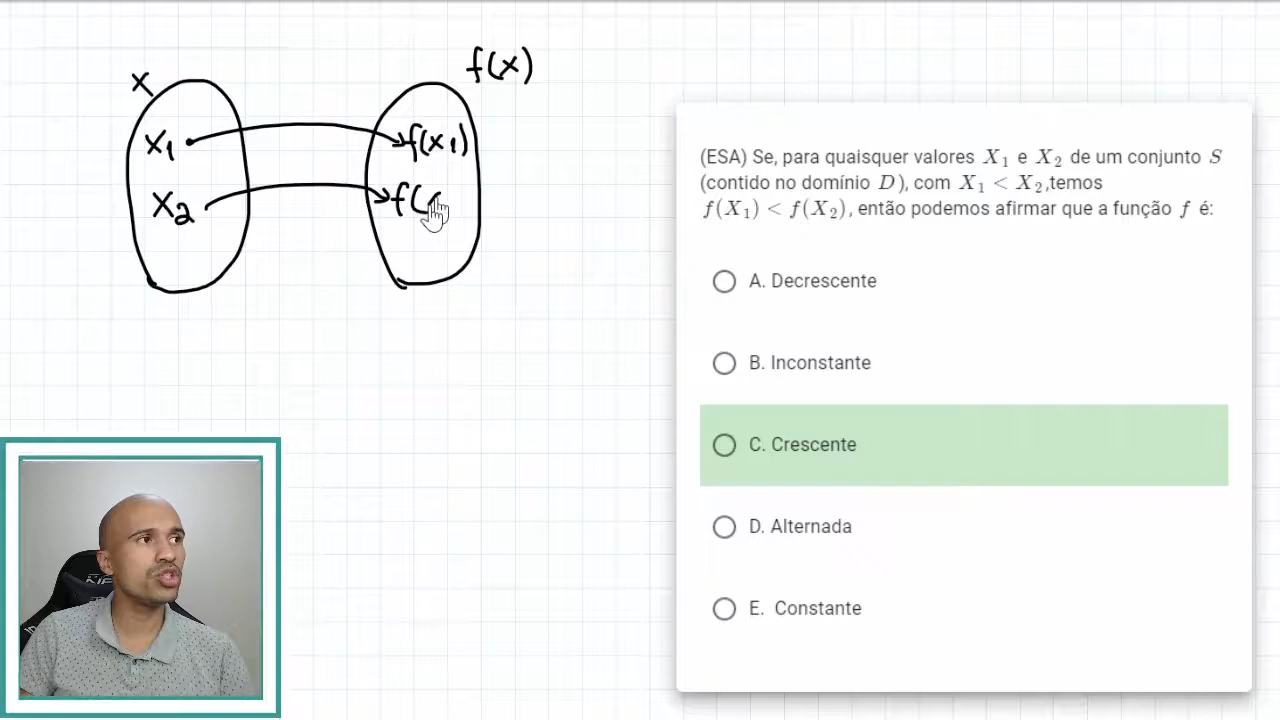 x
f(x)
x1
f(x1)
x2
f(
(ESA) Se, para quaisquer valores X1 e X2 de um conjunto S
(contido no domínio D), com X1 < X2,temos
f(X1) < f(X2), então podemos afirmar que a função f é:
A. Decrescente
B. Inconstante
C. Crescente
D. Alternada
E. Constante